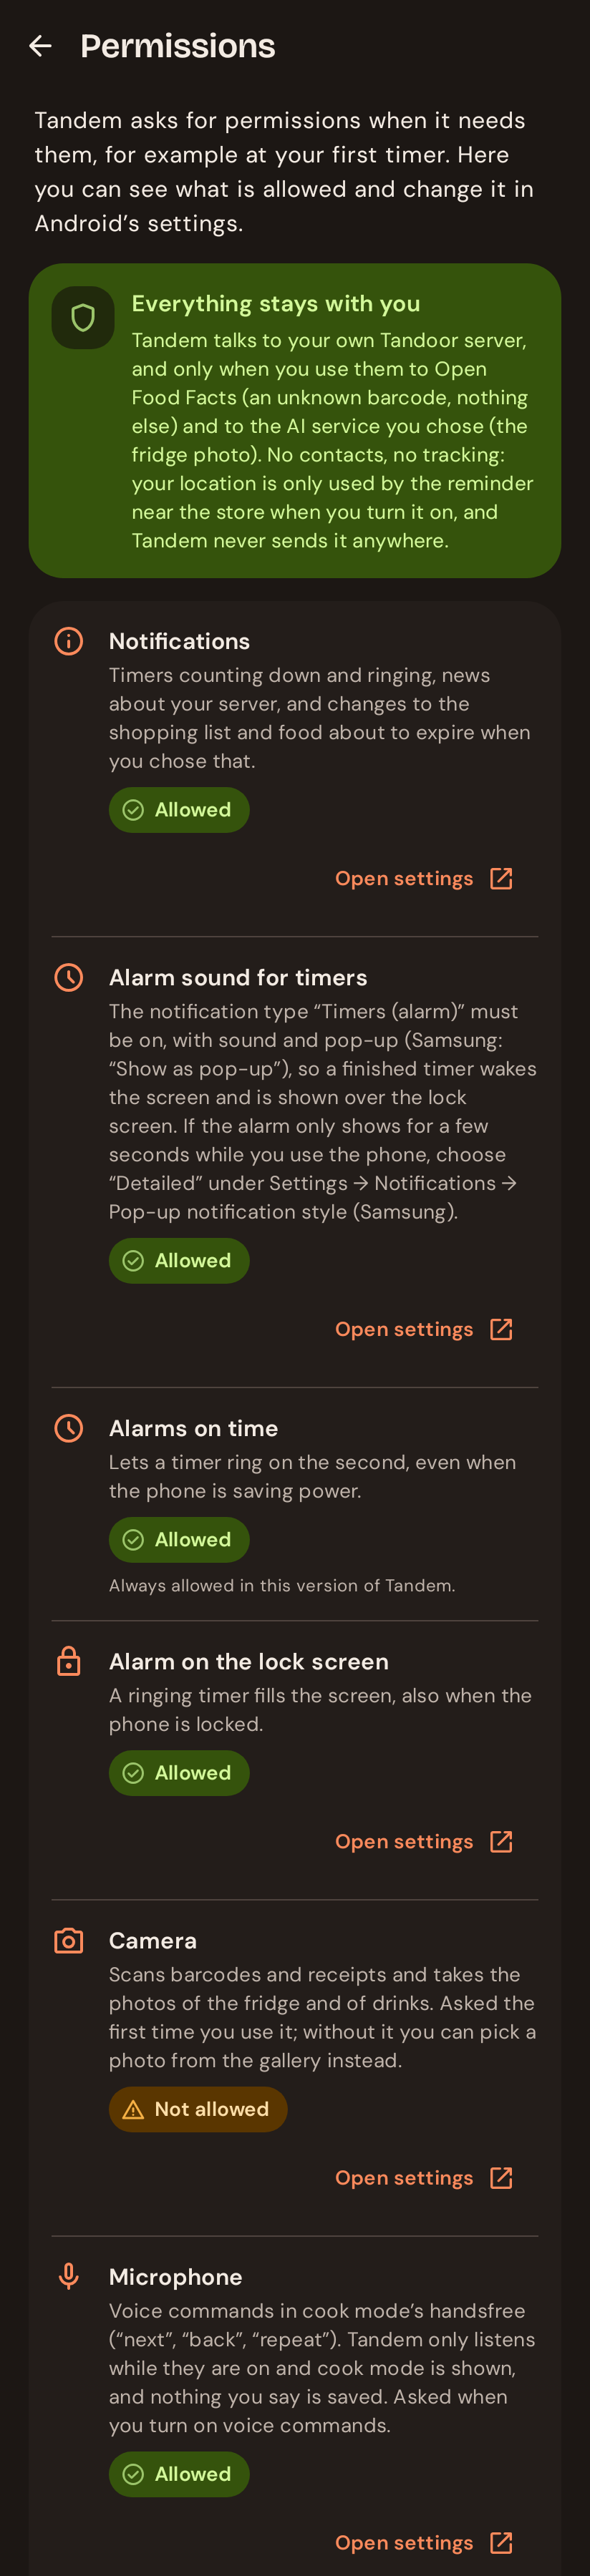 Permissions
Tandem asks for permissions when it needs
them, for example at your first timer. Here
you can see what is allowed and change it in
Android’s settings.
Everything stays with you
Tandem talks to your own Tandoor server,
and only when you use them to Open
Food Facts (an unknown barcode, nothing
else) and to the AI service you chose (the
fridge photo). No contacts, no tracking:
your location is only used by the reminder
near the store when you turn it on, and
Tandem never sends it anywhere.
Notifications
Timers counting down and ringing, news
about your server, and changes to the
shopping list and food about to expire when
you chose that.
Allowed
Open settings
Alarm sound for timers
The notification type “Timers (alarm)” must
be on, with sound and pop-up (Samsung:
“Show as pop-up”), so a finished timer wakes
the screen and is shown over the lock
screen. If the alarm only shows for a few
seconds while you use the phone, choose
“Detailed” under Settings → Notifications →
Pop-up notification style (Samsung).
Allowed
Open settings
Alarms on time
Lets a timer ring on the second, even when
the phone is saving power.
Allowed
Always allowed in this version of Tandem.
Alarm on the lock screen
A ringing timer fills the screen, also when the
phone is locked.
Allowed
Open settings
Camera
Scans barcodes and receipts and takes the
photos of the fridge and of drinks. Asked the
first time you use it; without it you can pick a
photo from the gallery instead.
Not allowed
Open settings
Microphone
Voice commands in cook mode’s handsfree
(“next”, “back”, “repeat”). Tandem only listens
while they are on and cook mode is shown,
and nothing you say is saved. Asked when
you turn on voice commands.
Allowed
Open settings